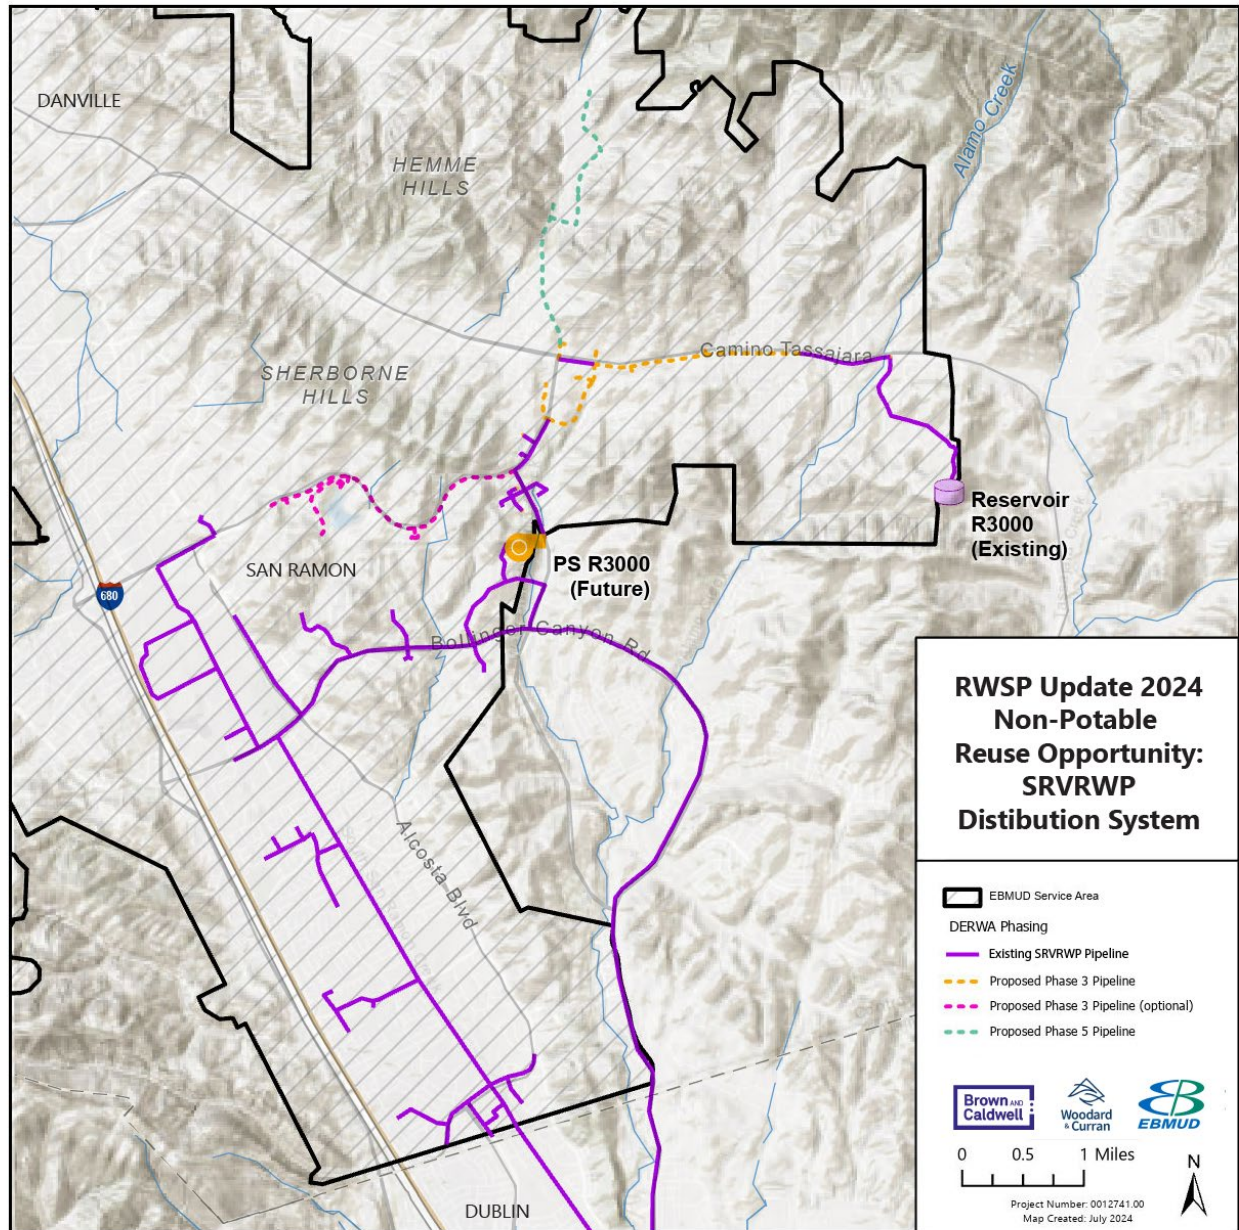 DANVILLE
HEMME
HILLS
Alamo Creek
Camino Tassajara
SHERBORNE
HILLS
Reservoir
R3000
(Existing)
SAN RAMON
PS R3000
(Future)
680
Bollinger Canyon Rd
Alcosta Blvd
DUBLIN
RWSP Update 2024
Non-Potable
Reuse Opportunity:
SRVRWP
Distibution System
EBMUD Service Area
DERWA Phasing
Existing SRVRWP Pipeline
Proposed Phase 3 Pipeline
Proposed Phase 3 Pipeline (optional)
Proposed Phase 5 Pipeline
Brown AND
Caldwell
Woodard
& Curran
EBMUD
0 0.5 1 Miles
N
Project Number: 0012741.00
Map Created: July 2024